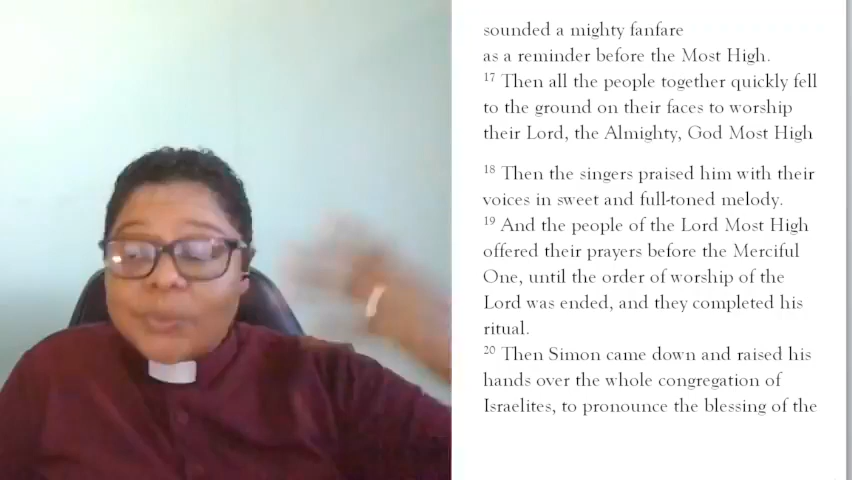 sounded a mighty fanfare
as a reminder before the Most High.
17 Then all the people together quickly fell
to the ground on their faces to worship
their Lord, the Almighty, God Most High
18 Then the singers praised him with their
voices in sweet and full-toned melody.
19 And the people of the Lord Most High
offered their prayers before the Merciful
One, until the order of worship of the
Lord was ended, and they completed his
ritual.
20 Then Simon came down and raised his
hands over the whole congregation of
Israelites, to pronounce the blessing of the